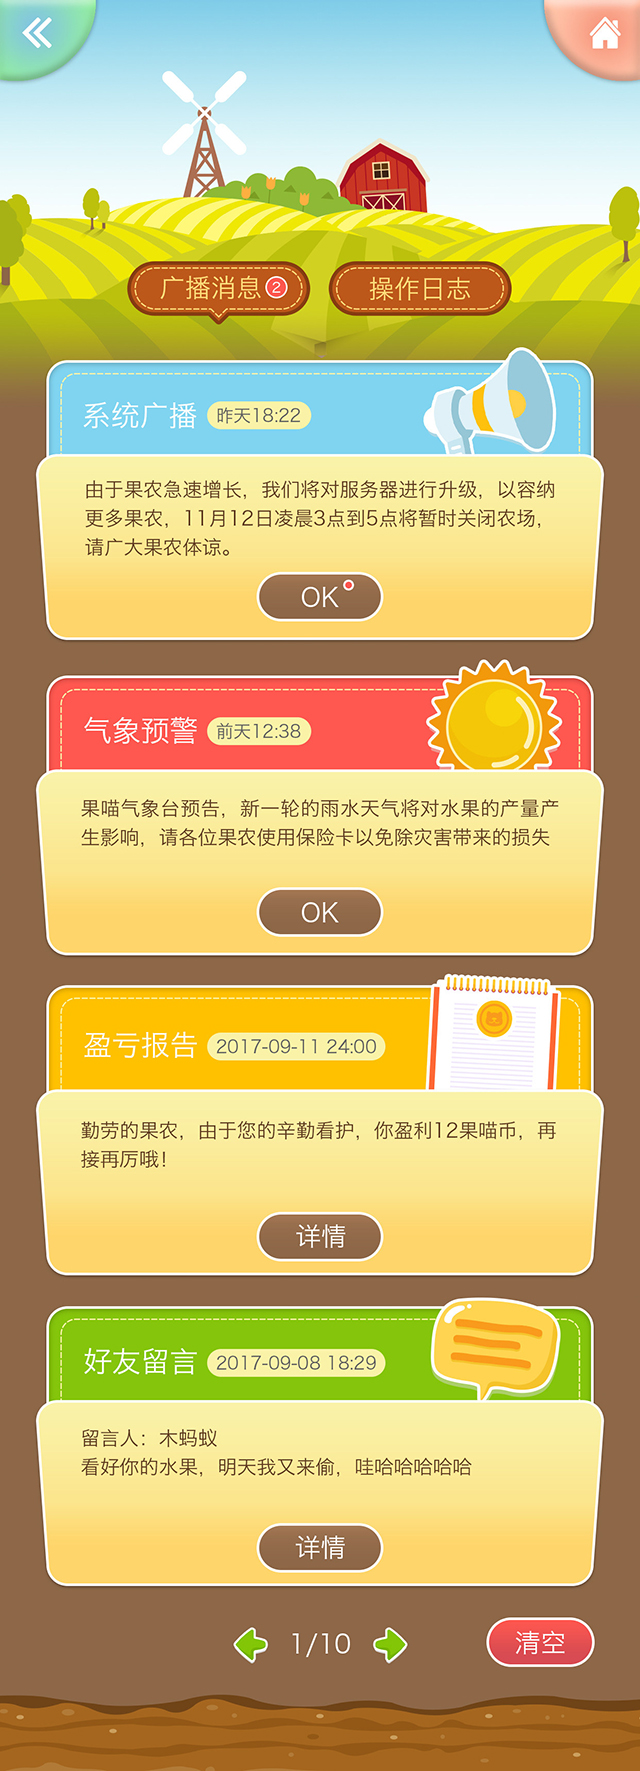 广播消息 2
操作日志
系统广播 昨天18:22
由于果农急速增长，我们将对服务器进行升级，以容纳
更多果农，11月12日凌晨3点到5点将暂时关闭农场，
请广大果农体谅。
OK
气象预警 前天12:38
果喵气象台预告，新一轮的雨水天气将对水果的产量产
生影响，请各位果农使用保险卡以免除灾害带来的损失
OK
盈亏报告 2017-09-11 24:00
勤劳的果农，由于您的辛勤看护，你盈利12果喵币，再
接再厉哦！
详情
好友留言 2017-09-08 18:29
留言人：木蚂蚁
看好你的水果，明天我又来偷，哇哈哈哈哈哈
详情
1/10
清空